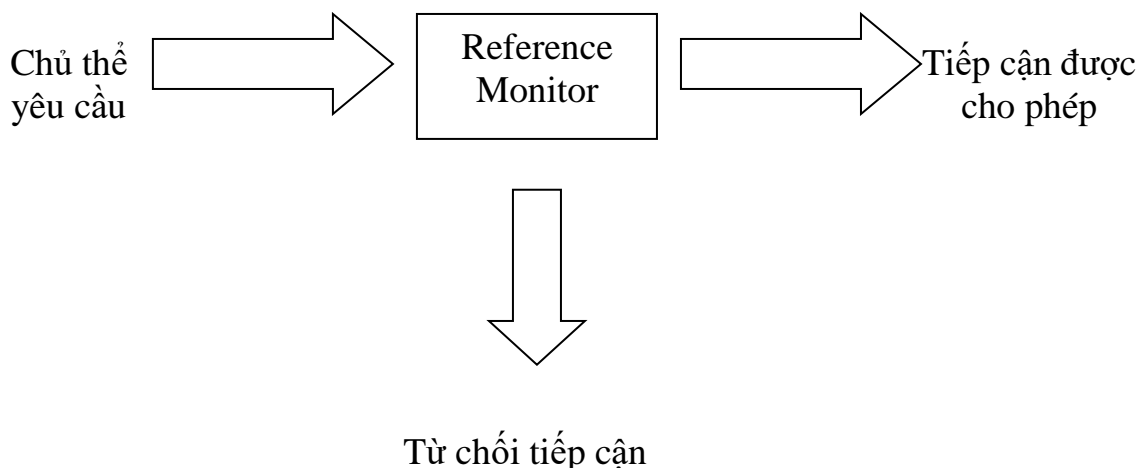 Chủ thể
yêu cầu
Reference
Monitor
Tiếp cận được
cho phép
Từ chối tiếp cận